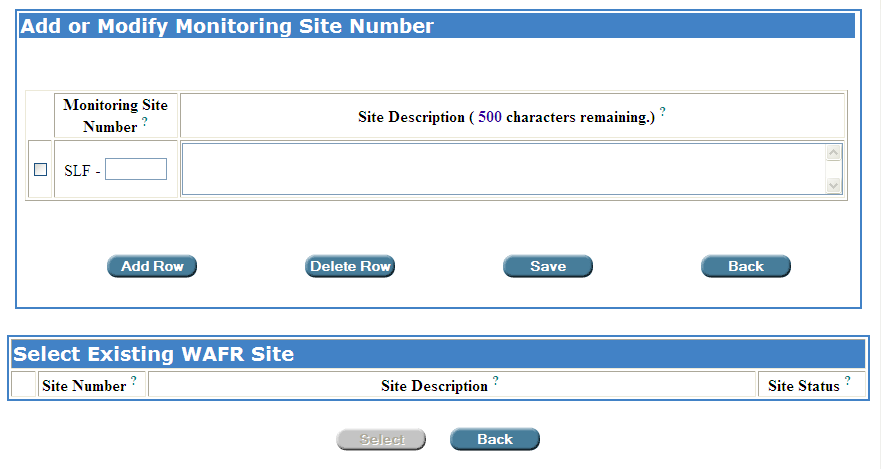 Add or Modify Monitoring Site Number
Monitoring Site
Number ?
Site Description ( 500 characters remaining.) ?
SLF -
Add Row Delete Row Save Back
Select Existing WAFR Site
Site Number ? Site Description ? Site Status ?
Select Back